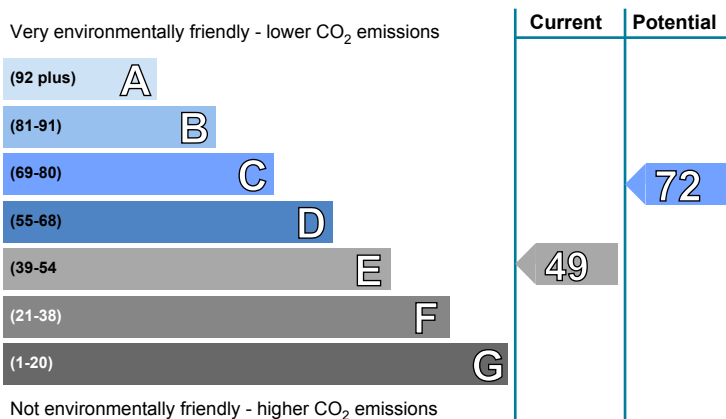 Current Potential
Very environmentally friendly - lower CO2 emissions
(92 plus) A
(81-91) B
(69-80) C
72
(55-68) D
(39-54 E
49
(21-38) F
(1-20) G
Not environmentally friendly - higher CO2 emissions